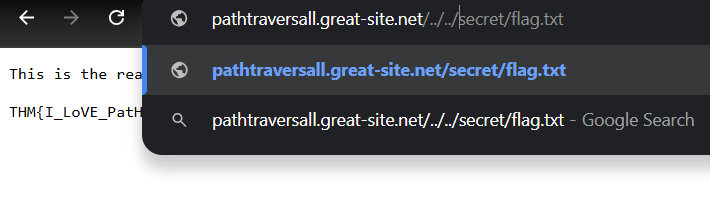 pathtraversall.great-site.net/../../secret/flag.txt
pathtraversall.great-site.net/secret/flag.txt
pathtraversall.great-site.net/../../secret/flag.txt - Google Search
This is the
THM{I_LoVE_PatH